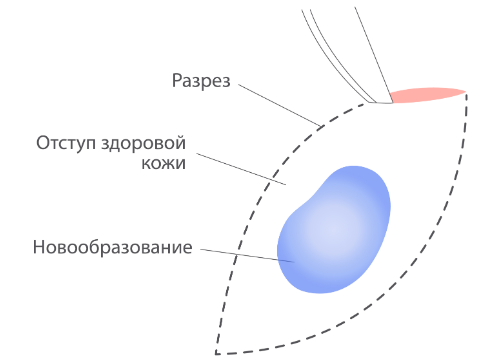 Разрез
Отступ здоровой
кожи
Новообразование